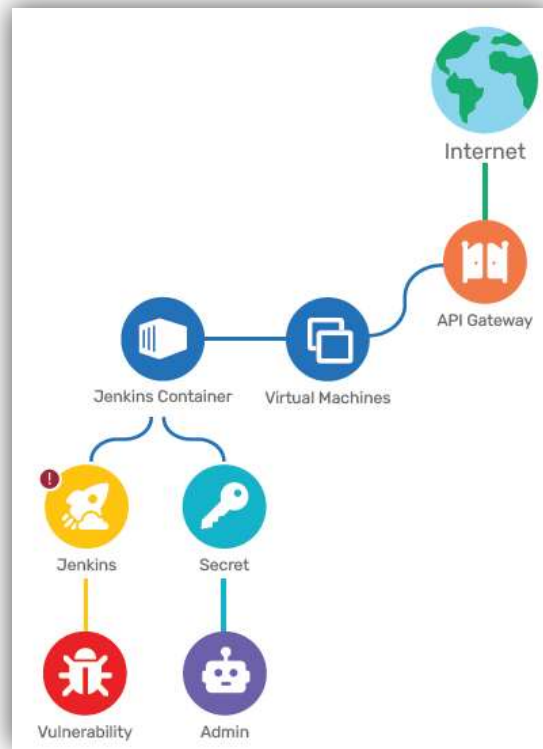 Internet
API Gateway
Jenkins Container
Virtual Machines
!
Jenkins
Secret
Vulnerability
Admin